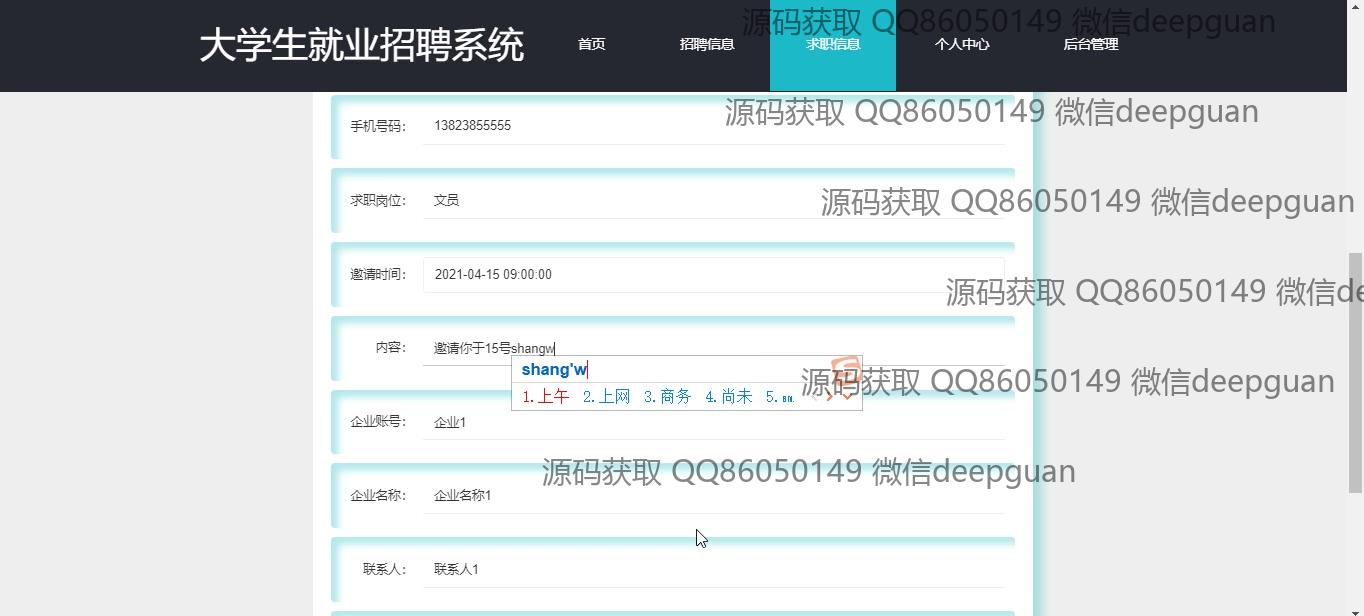 大学生就业招聘系统 首页 招聘信息 求职信息 个人中心 后台管理
源码获取 QQ86050149 微信deepguan
手机号码： 13823855555
源码获取 QQ86050149 微信deepguan
求职岗位： 文员
源码获取 QQ86050149 微信deepguan
邀请时间： 2021-04-15 09:00:00
源码获取 QQ86050149 微信de
内容： 邀请你于15号shangw
shang'w
1.上午 2.上网 3.商务 4.尚未 5.
源码获取 QQ86050149 微信deepguan
企业账号： 企业1
源码获取 QQ86050149 微信deepguan
企业名称： 企业名称1
联系人： 联系人1